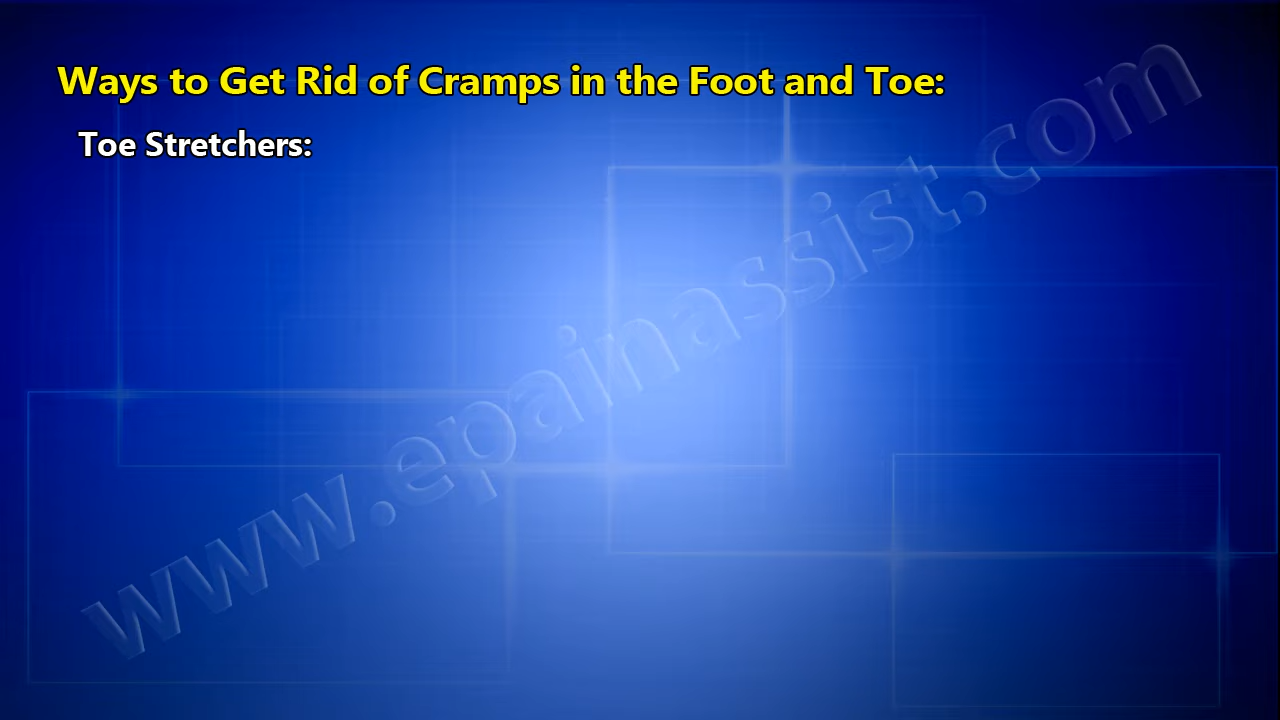 Ways to Get Rid of Cramps in the Foot and Toe:
Toe Stretchers:
www.epainassist.com